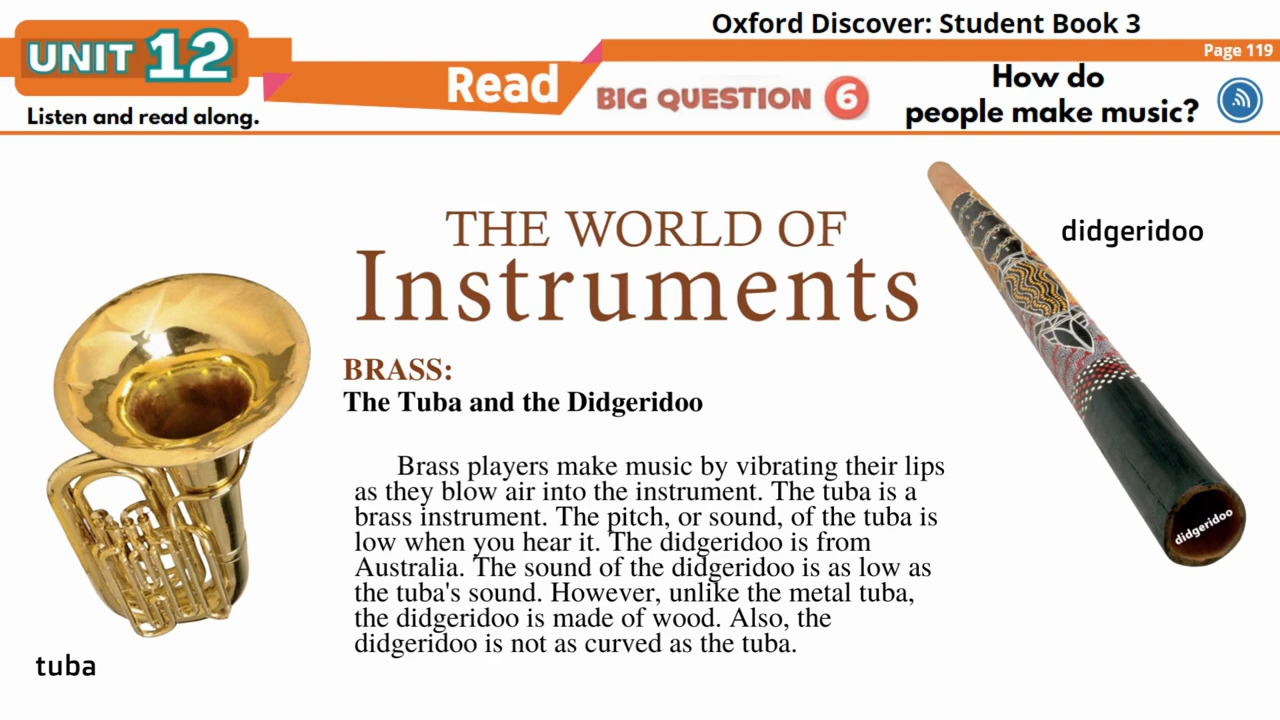 Oxford Discover: Student Book 3
UNIT 12
Page 119
Read
BIG QUESTION 6
How do
people make music?
Listen and read along.
THE WORLD OF
Instruments
didgeridoo
BRASS:
The Tuba and the Didgeridoo
Brass players make music by vibrating their lips
as they blow air into the instrument. The tuba is a
brass instrument. The pitch, or sound, of the tuba is
low when you hear it. The didgeridoo is from
Australia. The sound of the didgeridoo is as low as
the tuba's sound. However, unlike the metal tuba,
the didgeridoo is made of wood. Also, the
didgeridoo is not as curved as the tuba.
didgeridoo
tuba